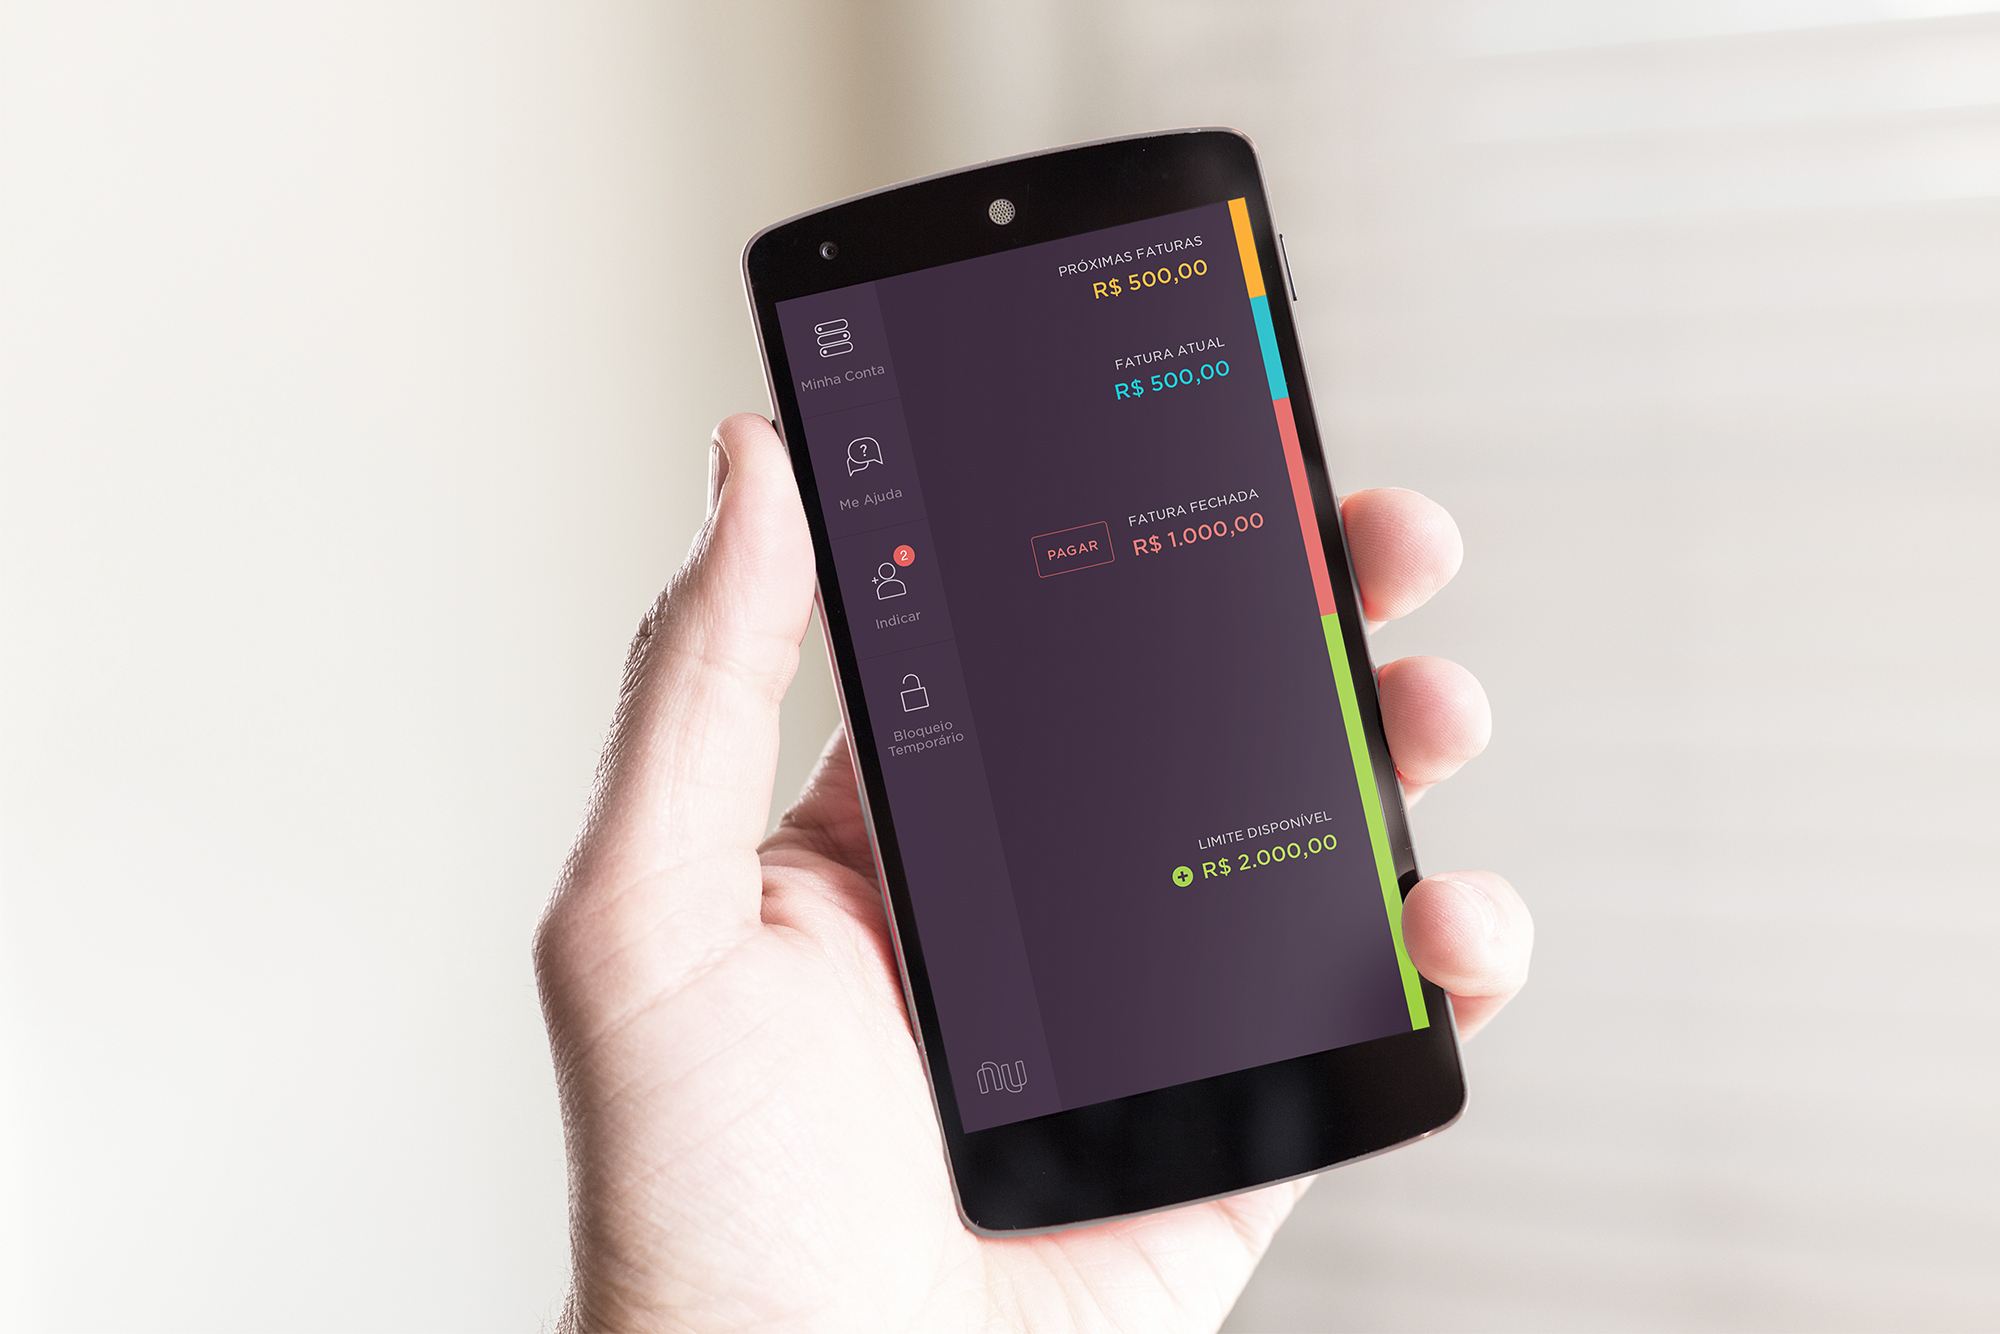 PRÓXIMAS FATURAS
R$ 500,00
FATURA ATUAL
R$ 500,00
FATURA FECHADA
R$ 1.000,00
PAGAR
LIMITE DISPONÍVEL
R$ 2.000,00
Minha Conta
Me Ajuda
2
Indicar
Bloqueio
Temporário
nu